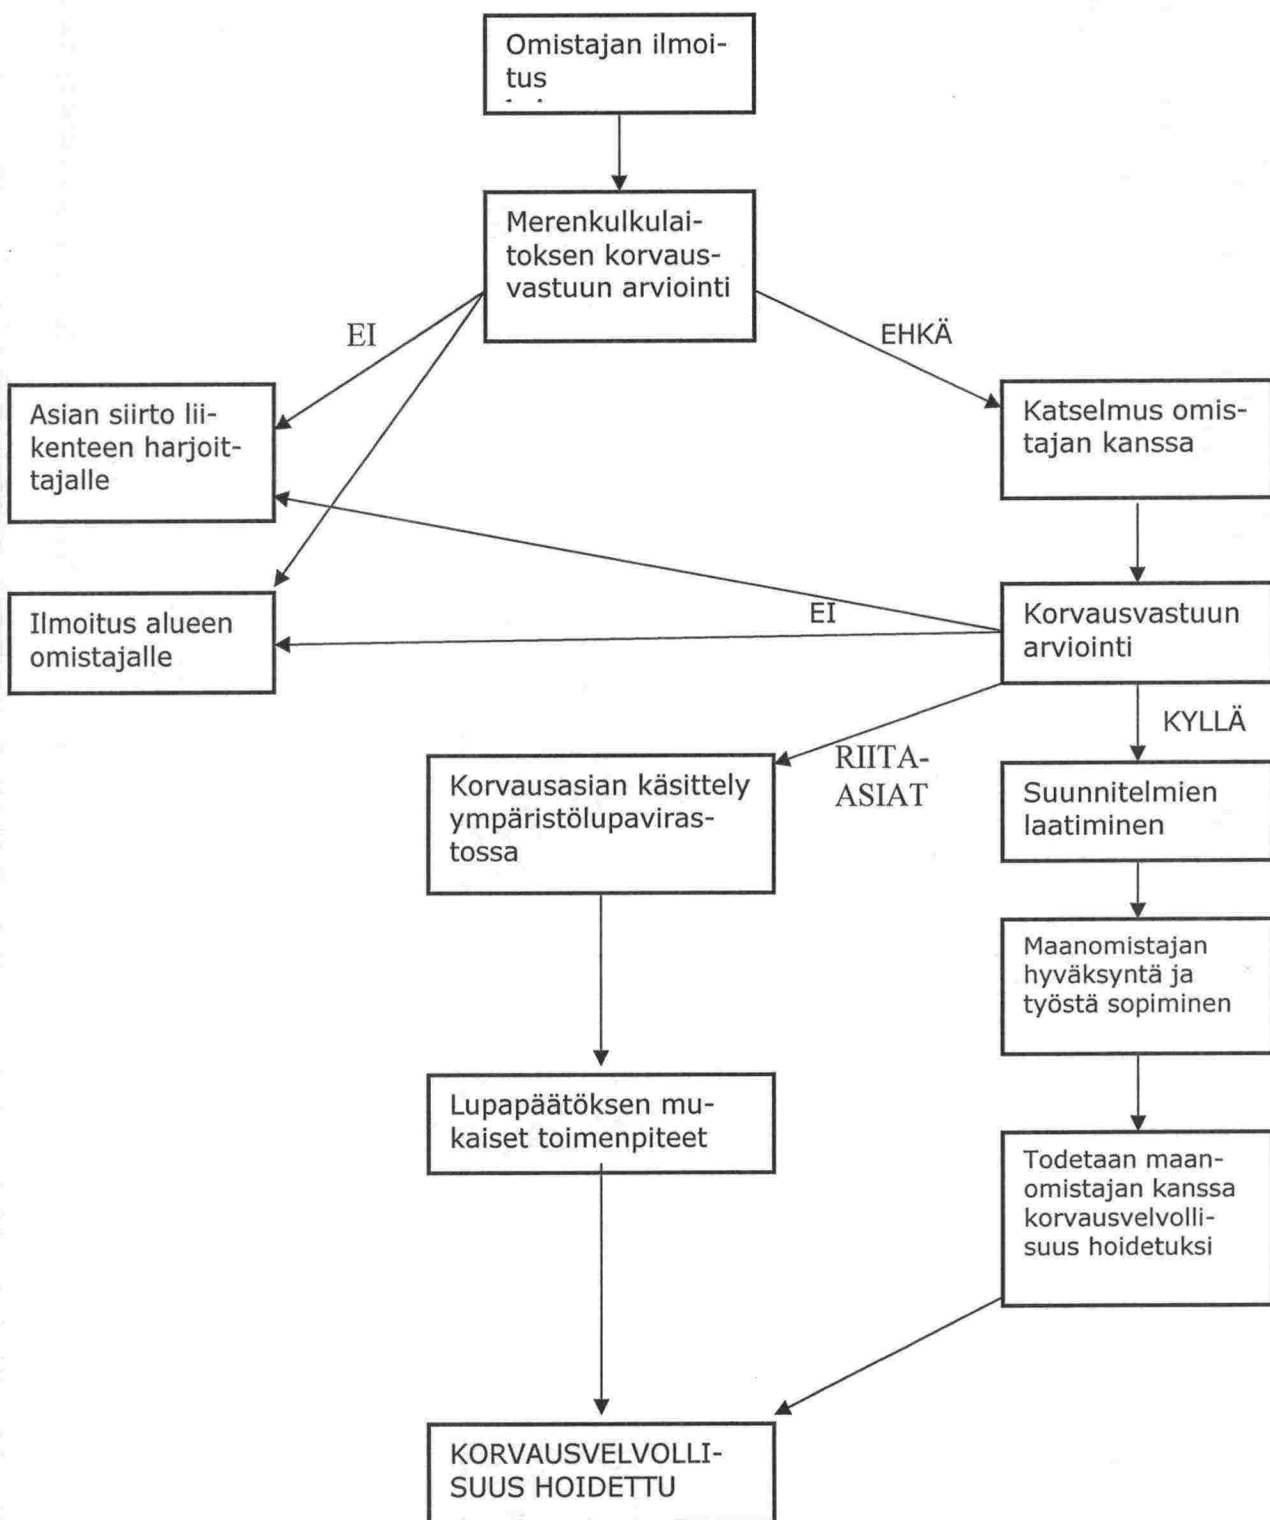 Omistajan ilmoi-
tus
Merenkulkulai-
toksen korvaus-
vastuun arviointi
EI
EHKÄ
Asian siirto lii-
kenteen harjoit-
tajalle
Katselmus omis-
tajan kanssa
Ilmoitus alueen
omistajalle
EI
Korvausvastuun
arviointi
KYLLÄ
RIITA-
ASIAT
Korvausasian käsittely
ympäristölupaviras-
tossa
Suunnitelmien
laatiminen
Maanomistajan
hyväksyntä ja
työstä sopiminen
Lupapäätöksen mu-
kaiset toimenpiteet
Todetaan maan-
omistajan kanssa
korvausvelvolli-
suus hoidetuksi
KORVAUSVELVOLLI-
SUUS HOIDETTU